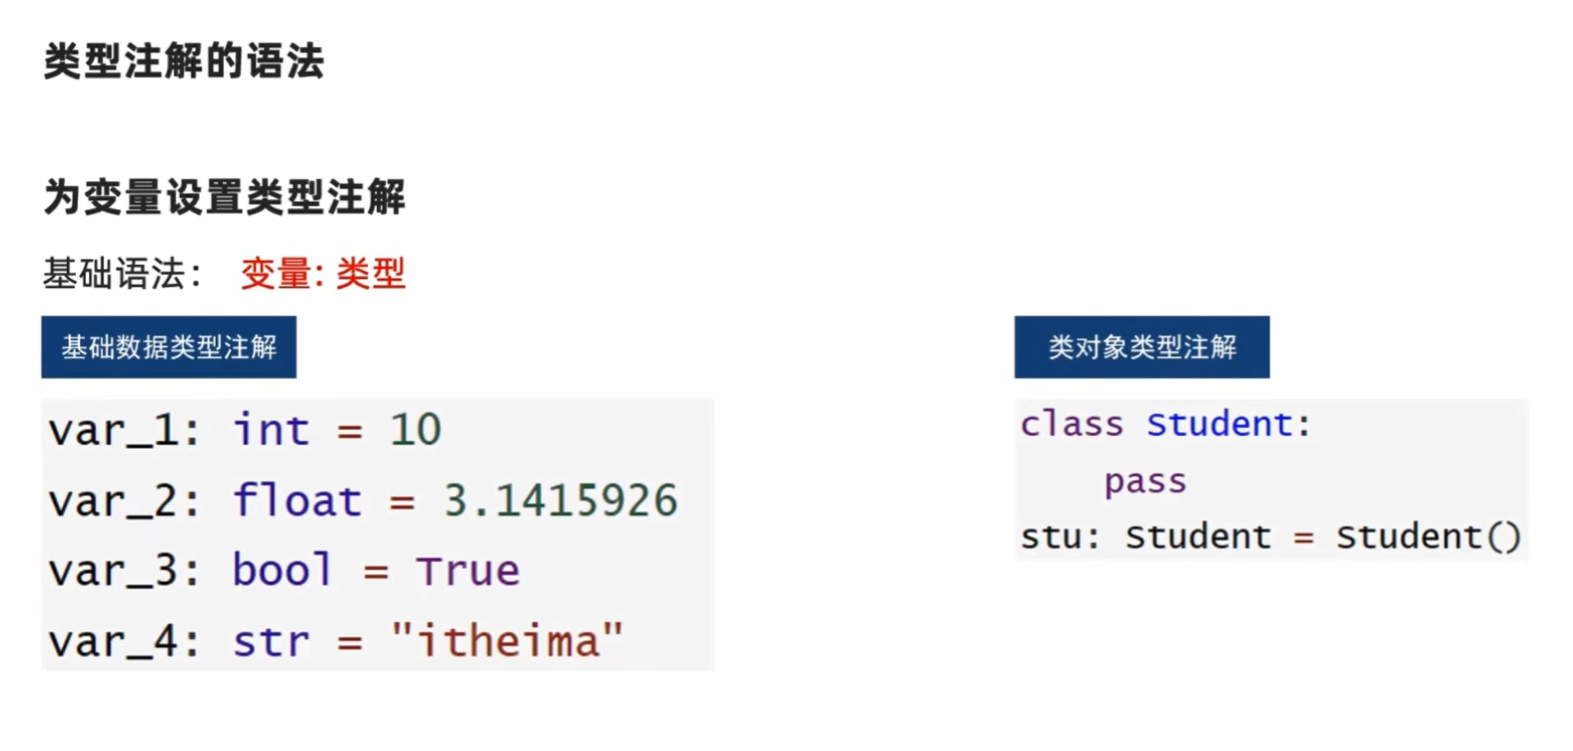 类型注解的语法
为变量设置类型注解
基础语法： 变量: 类型
基础数据类型注解
var_1: int = 10
var_2: float = 3.1415926
var_3: bool = True
var_4: str = "itheima"
类对象类型注解
class Student:
    pass
stu: Student = Student()